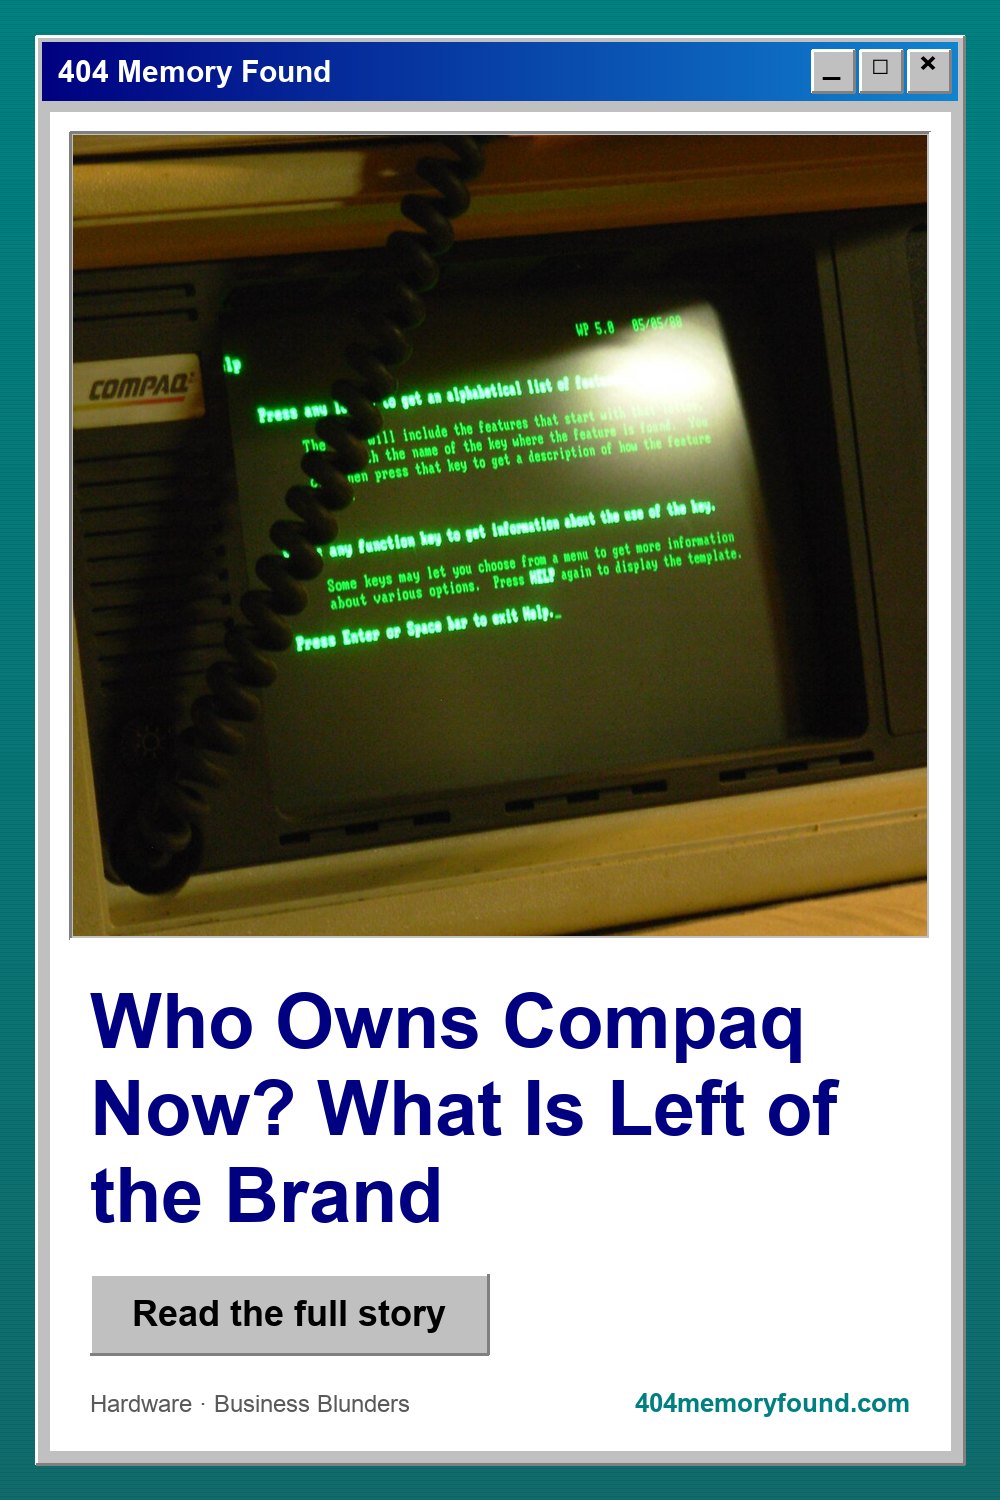 404 Memory Found
COMPAQ
WP 5.0 05/05/88
lp
Press any to get an alphabetical list of
The will include the features that start with that
the name of the key where the feature is found. You
then press that key to get a description of how the feature
any function key to get information about the use of the key.
Some keys may let you choose from a menu to get more information
about various options. Press HELP again to display the template.
Press Enter or Space bar to exit Help._
Who Owns Compaq
Now? What Is Left of
the Brand
Read the full story
Hardware · Business Blunders
404memoryfound.com